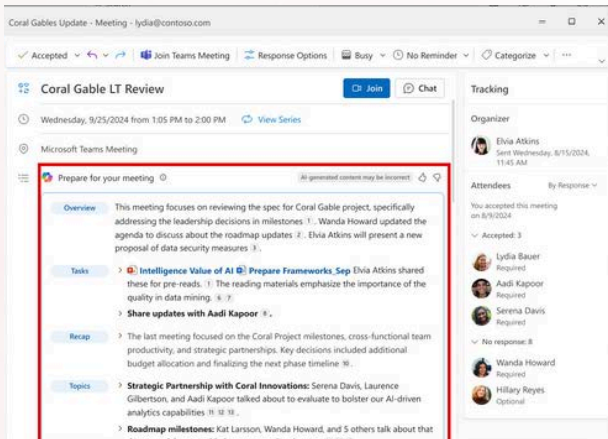 Coral Gables Update - Meeting - lydia@contoso.com
Accepted
Join Teams Meeting
Response Options
Busy
No Reminder
Categorize
Coral Gable LT Review
Join
Chat
Wednesday, 9/25/2024 from 1:05 PM to 2:00 PM
View Series
Microsoft Teams Meeting
Prepare for your meeting
AI-generated content may be incorrect
Overview
This meeting focuses on reviewing the spec for Coral Gable project, specifically
addressing the leadership decisions in milestones 1 . Wanda Howard updated the
agenda to discuss about the roadmap updates 2 . Elvia Atkins will present a new
proposal of data security measures 3 .
Tasks
Intelligence Value of AI Prepare Frameworks_Sep Elvia Atkins shared
these for pre-reads. 1 The reading materials emphasize the importance of the
quality in data mining. 6 7
Share updates with Aadi Kapoor 8 .
Recap
The last meeting focused on the Coral Project milestones, cross-functional team
productivity, and strategic partnerships. Key decisions included additional
budget allocation and finalizing the next phase timeline 10 .
Topics
Strategic Partnership with Coral Innovations: Serena Davis, Laurence
Gilbertson, and Aadi Kapoor talked about to evaluate to bolster our AI-driven
analytics capabilities 11 12 13 .
Roadmap milestones: Kat Larsson, Wanda Howard, and 5 others talk about that
Tracking
Organizer
Elvia Atkins
Sent Wednesday, 8/15/2024,
11:45 AM
Attendees
By Response
You accepted this meeting
on 8/9/2024
Accepted: 3
Lydia Bauer
Required
Aadi Kapoor
Required
Serena Davis
Required
No response: 8
Wanda Howard
Required
Hillary Reyes
Optional